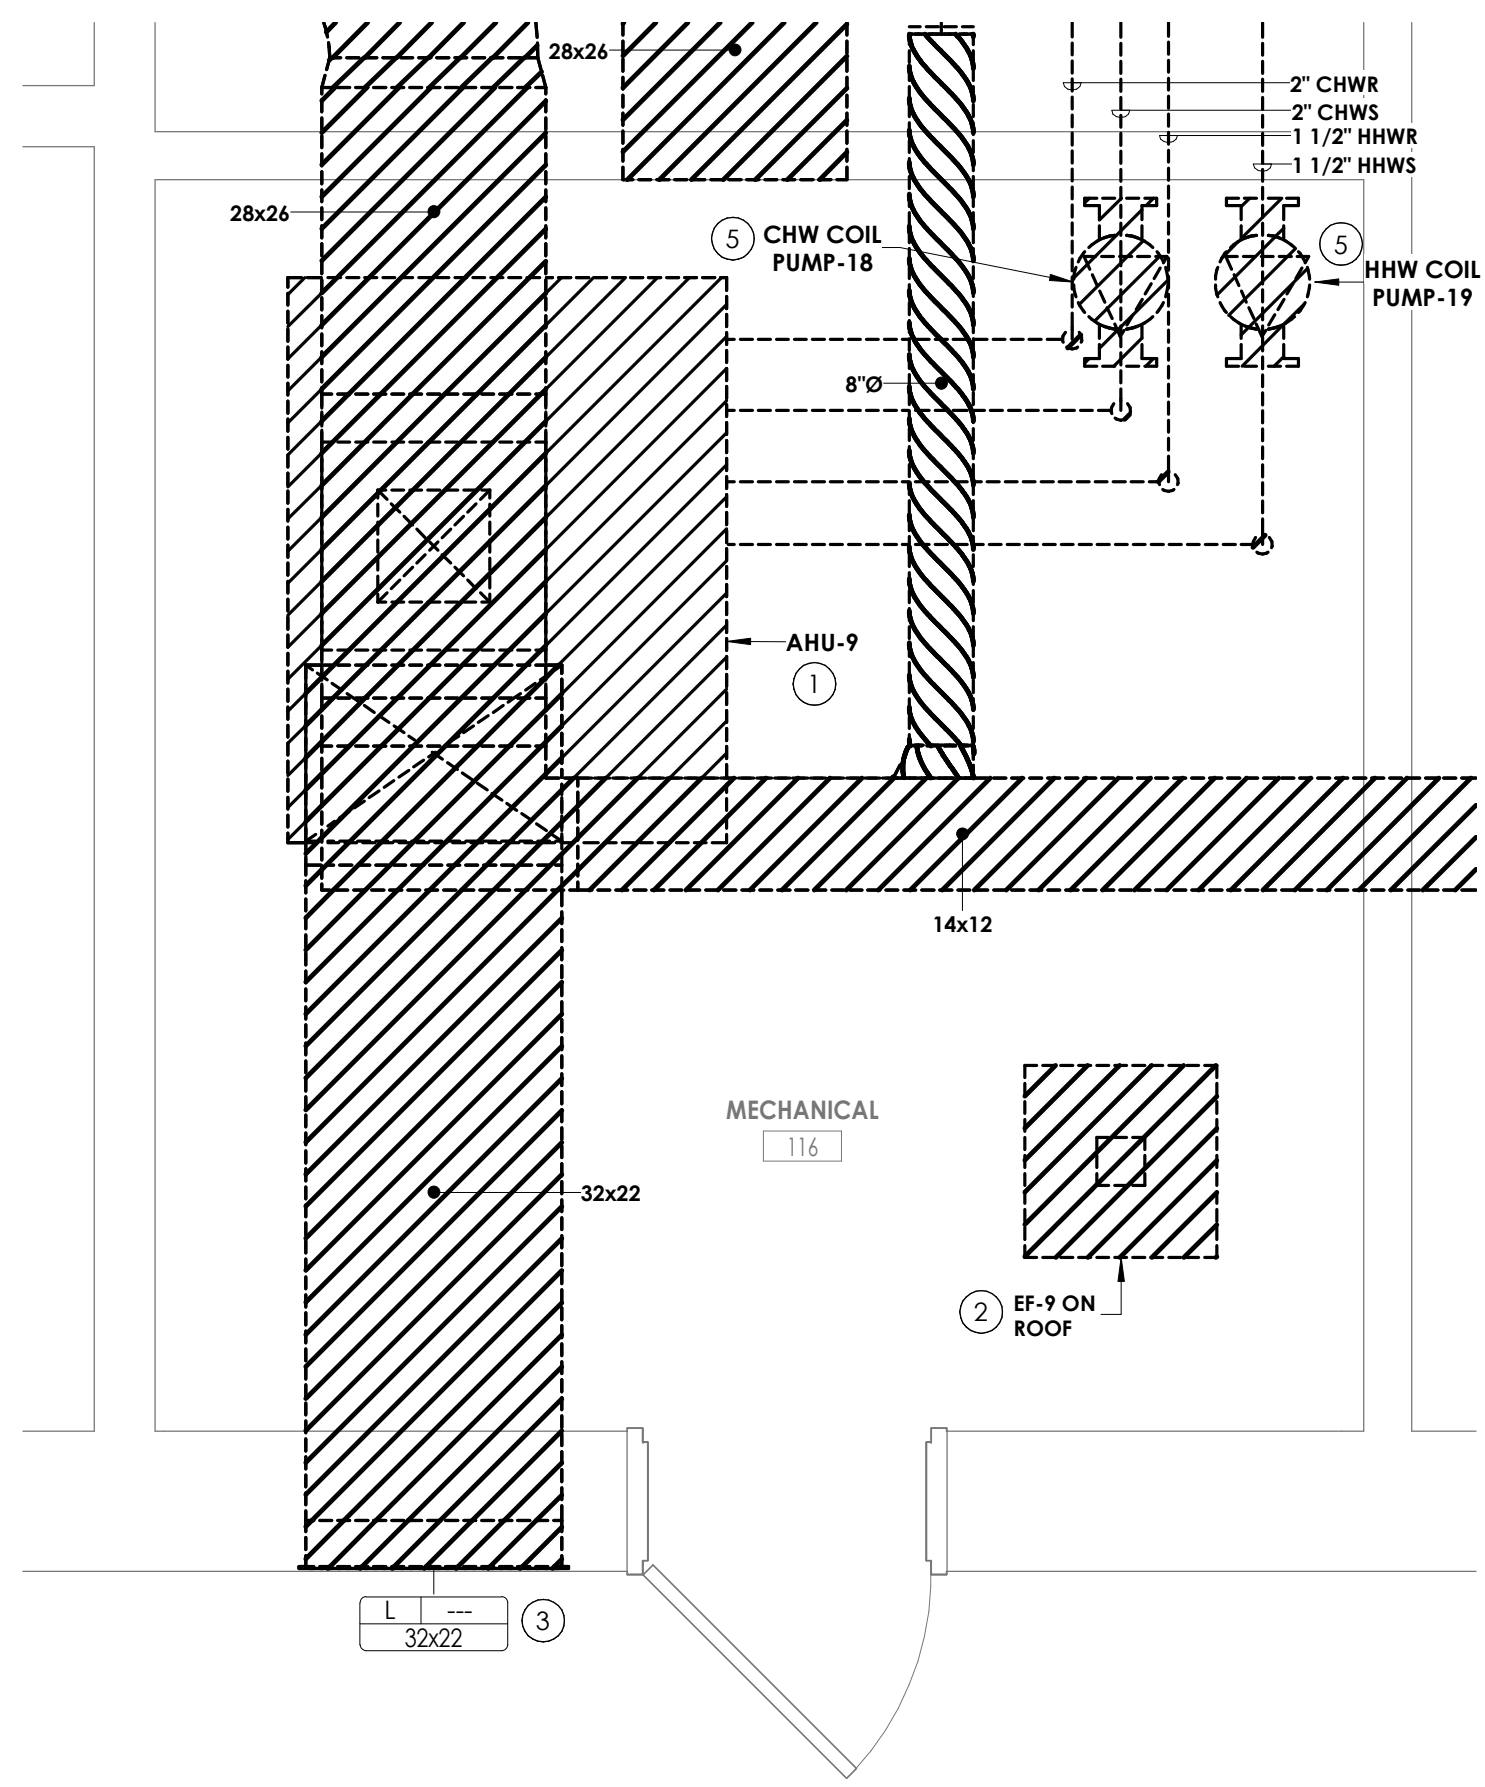 28x26
2" CHWR
2" CHWS
1 1/2" HHWR
1 1/2" HHWS
28x26
5
CHW COIL
PUMP-18
5
HHW COIL
PUMP-19
8"Ø
AHU-9
1
14x12
MECHANICAL
116
32x22
2
EF-9 ON
ROOF
L ---
32x22
3